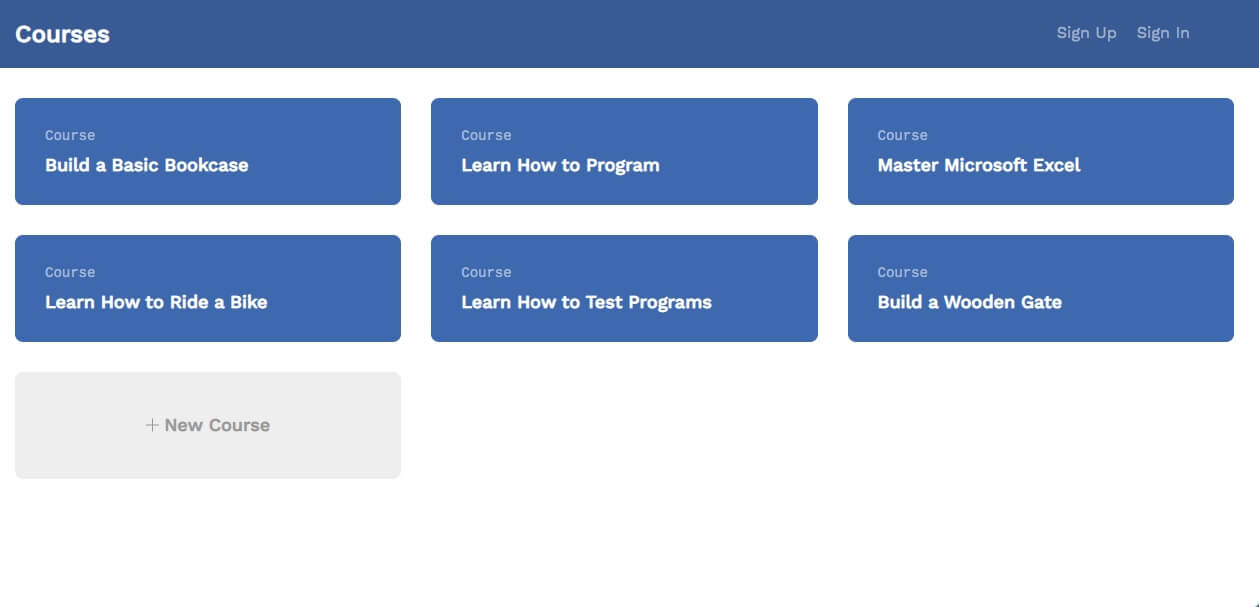 Courses
Sign Up Sign In
Course
Build a Basic Bookcase
Course
Learn How to Program
Course
Master Microsoft Excel
Course
Learn How to Ride a Bike
Course
Learn How to Test Programs
Course
Build a Wooden Gate
+ New Course